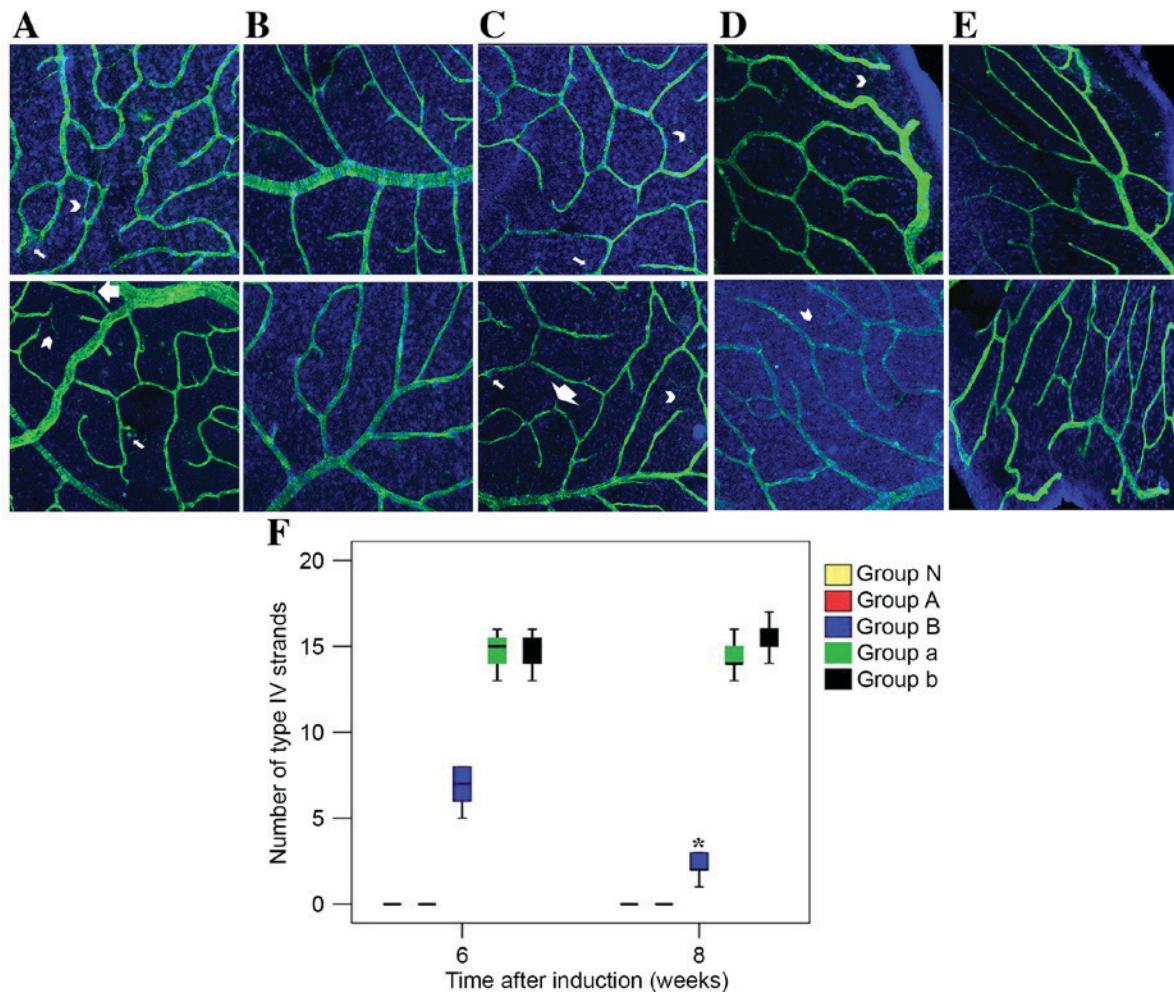 A B C D E
F
Number of type IV strands
20
15
10
5
0
*
6 8
Time after induction (weeks)
Group N
Group A
Group B
Group a
Group b